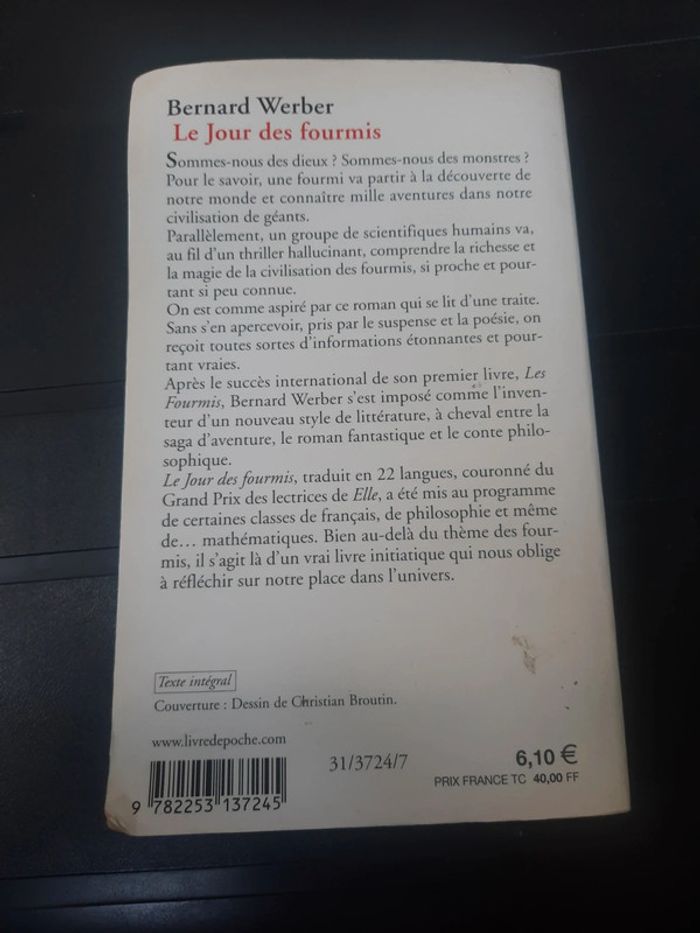 Bernard Werber
Le Jour des fourmis
Sommes-nous des dieux ? Sommes-nous des monstres ?
Pour le savoir, une fourmi va partir à la découverte de
notre monde et connaître mille aventures dans notre
civilisation de géants.
Parallèlement, un groupe de scientifiques humains va,
au fil d'un thriller hallucinant, comprendre la richesse et
la magie de la civilisation des fourmis, si proche et pour-
tant si peu connue.
On est comme aspiré par ce roman qui se lit d'une traite.
Sans s'en apercevoir, pris par le suspense et la poésie, on
reçoit toutes sortes d'informations étonnantes et pour-
tant vraies.
Après le succès international de son premier livre, Les
Fourmis, Bernard Werber s'est imposé comme l'inven-
teur d'un nouveau style de littérature, à cheval entre la
saga d'aventure, le roman fantastique et le conte philo-
sophique.
Le Jour des fourmis, traduit en 22 langues, couronné du
Grand Prix des lectrices de Elle, a été mis au programme
de certaines classes de français, de philosophie et même
de... mathématiques. Bien au-delà du thème des four-
mis, il s'agit là d'un vrai livre initiatique qui nous oblige
à réfléchir sur notre place dans l'univers.
Texte intégral
Couverture : Dessin de Christian Broutin.
www.livredepoche.com
31/3724/7
6,10 €
PRIX FRANCE TC 40,00 FF
9 782253 137245